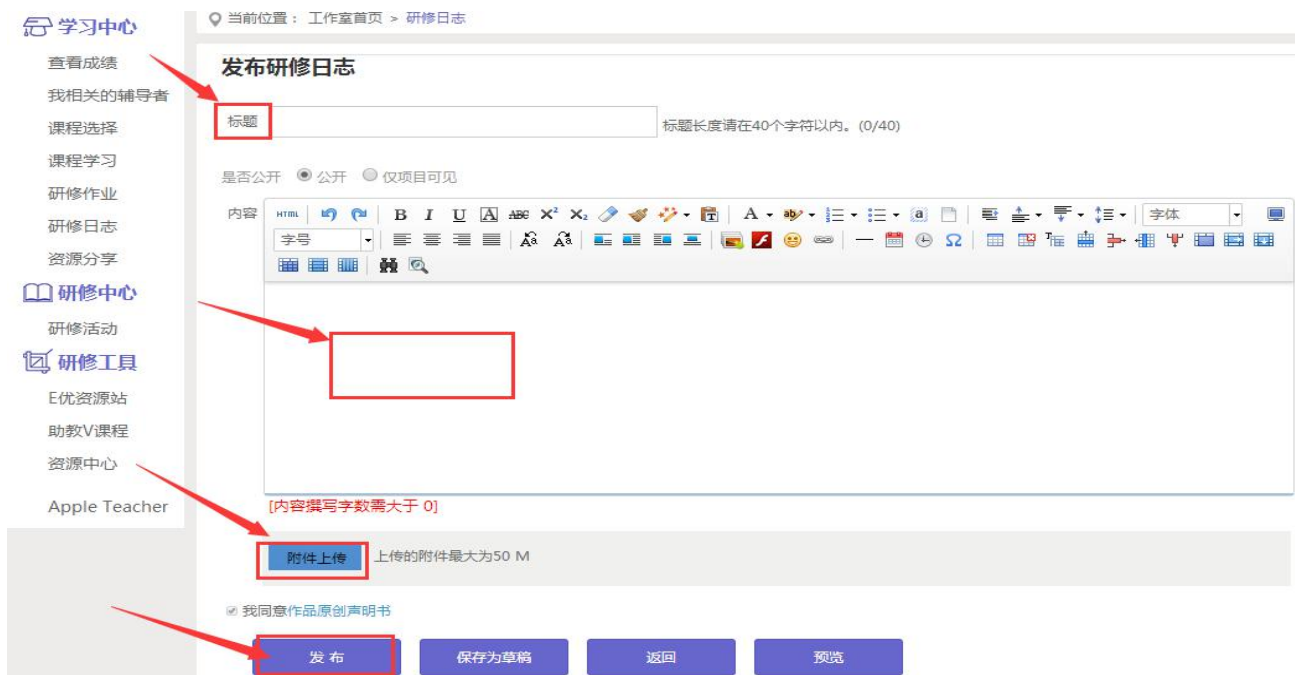 学习中心
查看成绩
我相关的辅导者
课程选择
课程学习
研修作业
研修日志
资源分享
研修中心
研修活动
研修工具
E优资源站
助教V课程
资源中心
Apple Teacher
当前位置： 工作室首页 > 研修日志
发布研修日志
标题
标题长度请在40个字符以内。(0/40)
是否公开 公开 仅项目可见
内容
HTML B I U A ABC X² X₂ A ab a 字体
字号
[内容撰写字数需大于 0]
附件上传 上传的附件最大为50 M
我同意作品原创声明书
发 布 保存为草稿 返回 预览